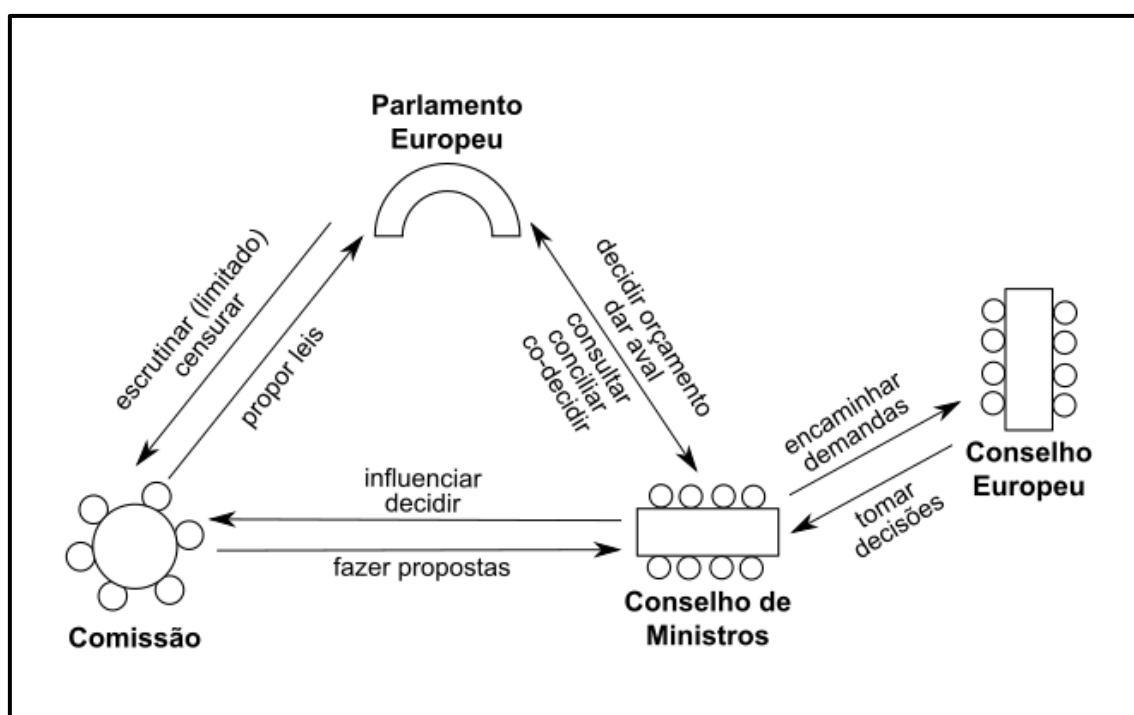 Parlamento
Europeu
escrutinar (limitado)
censurar
propor leis
decidir orçamento
dar aval
consultar
conciliar
co-decidir
encaminhar
demandas
Conselho
Europeu
tomar
decisões
influenciar
decidir
fazer propostas
Comissão
Conselho de
Ministros